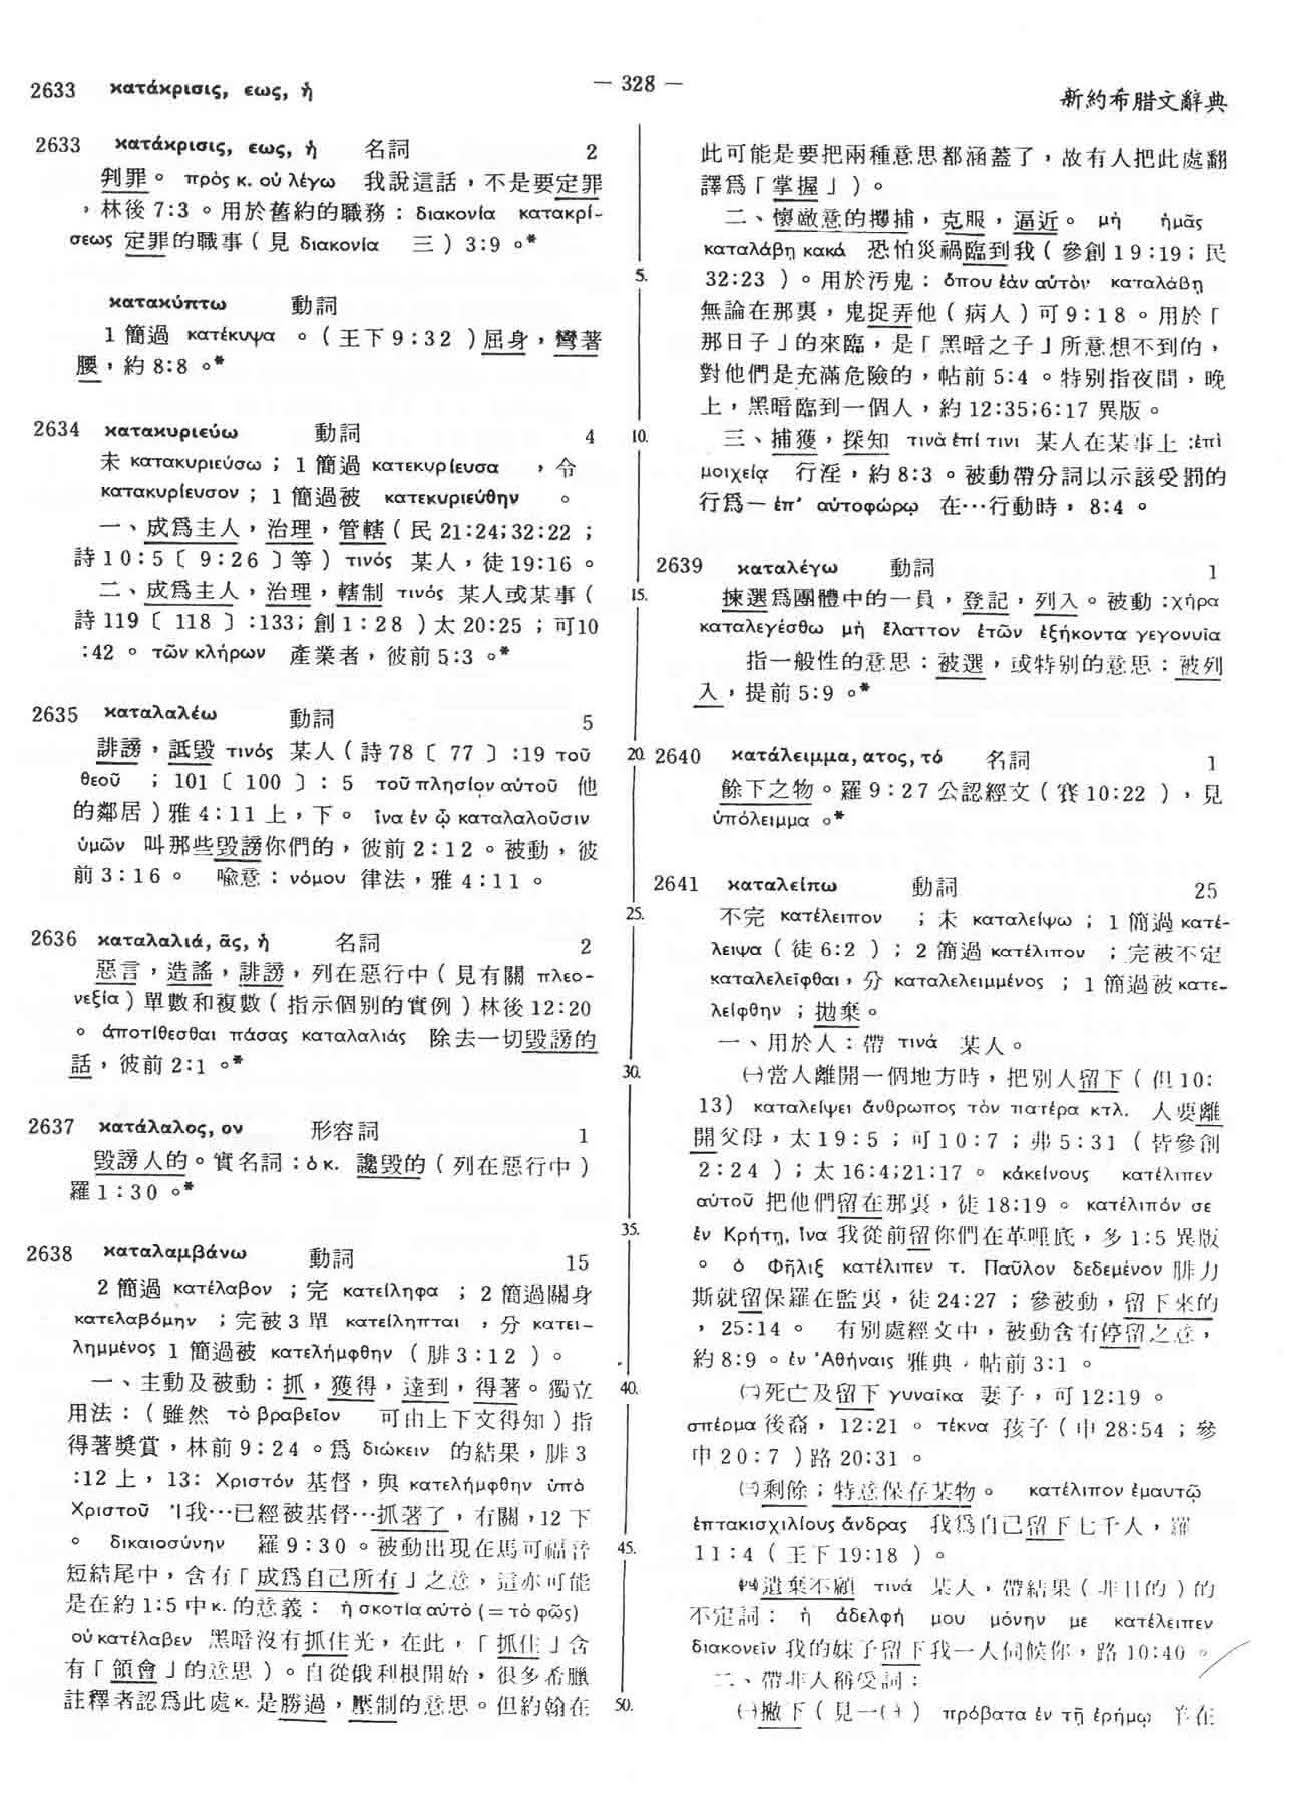 2633 κατάκρισις, εως, ἡ
— 328 —
新約希腊文辭典
2633 κατάκρισις, εως, ἡ 名詞 2
判罪。 πρὸς κ. οὐ λέγω 我說這話，不是要定罪
，林後 7:3 。用於舊約的職務：διακονία κατακρί-
σεως 定罪的職事（見 διακονία 三）3:9 。*
κατακύπτω 動詞
1 簡過 κατέκυψα 。（王下 9:32 ）屈身，彎著
腰，約 8:8 。*
2634 κατακυριεύω 動詞 4
未 κατακυριεύσω ；1 簡過 κατεκυρίευσα ，令
κατακυρίευσον ；1 簡過被 κατεκυριεύθην 。
一、成爲主人，治理，管轄（民 21:24;32:22 ；
詩 10:5〔 9:26 〕等）τινός 某人，徒 19:16 。
二、成爲主人，治理，轄制 τινός 某人或某事（
詩 119〔 118 〕:133; 創 1:28 ）太 20:25 ；可10
:42 。 τῶν κλήρων 產業者，彼前 5:3 。*
2635 καταλαλέω 動詞 5
誹謗，詆毀 τινός 某人（詩 78〔 77 〕:19 τοῦ
θεοῦ ；101〔 100 〕: 5 τοῦ πλησίον αὐτοῦ 他
的鄰居）雅 4:11 上，下。 ἵνα ἐν ᾧ καταλαλοῦσιν
ὑμῶν 叫那些毀謗你們的，彼前 2:12 。被動，彼
前 3:16 。 喩意：νόμου 律法，雅 4:11 。
2636 καταλαλιά, ᾶς, ἡ 名詞 2
惡言，造謠，誹謗，列在惡行中（見有關 πλεο-
νεξία）單數和複數（指示個別的實例）林後 12:20
。 ἀποτίθεσθαι πάσας καταλαλιάς 除去一切毀謗的
話，彼前 2:1 。*
2637 κατάλαλος, ον 形容詞 1
毀謗人的。實名詞：ὁ κ. 讒毀的（列在惡行中）
羅 1:30 。*
2638 καταλαμβάνω 動詞 15
2 簡過 κατέλαβον ；完 κατείληφα ；2 簡過關身
κατελαβόμην ；完被 3 單 κατείληπται ，分 κατει-
λημμένος 1 簡過被 κατελήμφθην （腓 3:12 ）。
一、主動及被動：抓，獲得，達到，得著。獨立
用法：（雖然 τὸ βραβεῖον 可由上下文得知）指
得著獎賞，林前 9:24 。爲 διώκειν 的結果，腓 3
:12 上，13: Χριστόν 基督，與 κατελήμφθην ὑπὸ
Χριστοῦ 我…已經被基督…抓著了，有關，12 下
。 δικαιοσύνην 羅 9:30 。被動出現在馬可福音
短結尾中，含有「成爲自己所有」之意，這亦可能
是在約 1:5 中 κ. 的意義： ἡ σκοτία αὐτὸ (= τὸ φῶς)
οὐ κατέλαβεν 黑暗沒有抓住光，在此，「抓住」含
有「領會」的意思）。自從俄利根開始，很多希臘
註釋者認爲此處 κ. 是勝過，壓制的意思。但約翰在
5.
10.
15.
20.
25.
30.
35.
40.
45.
50.
此可能是要把兩種意思都涵蓋了，故有人把此處翻
譯爲「掌握」）。
二、懷敵意的攫捕，克服，逼近。 μὴ ἡμᾶς
καταλάβῃ κακά 恐怕災禍臨到我（參創 19:19；民
32:23 ）。用於汚鬼：ὅπου ἐὰν αὐτὸν καταλάβῃ
無論在那裏，鬼捉弄他（病人）可 9:18 。用於「
那日子」的來臨，是「黑暗之子」所意想不到的，
對他們是充滿危險的，帖前 5:4 。特別指夜間，晚
上，黑暗臨到一個人，約 12:35;6:17 異版。
三、捕獲，探知 τινὰ ἐπί τινι 某人在某事上 :ἐπὶ
μοιχείᾳ 行淫，約 8:3 。被動帶分詞以示該受罰的
行爲— ἐπ' αὐτοφώρῳ 在…行動時，8:4 。
2639 καταλέγω 動詞 1
揀選爲團體中的一員，登記，列入。被動：χήρα
καταλεγέσθω μὴ ἔλαττον ἐτῶν ἑξήκοντα γεγονυῖα
指一般性的意思：被選，或特別的意思：被列
入，提前 5:9 。*
2640 κατάλειμμα, ατος, τό 名詞 1
餘下之物。羅 9:27 公認經文（賽 10:22 ），見
ὑπόλειμμα 。*
2641 καταλείπω 動詞 25
不完 κατέλειπον ；未 καταλείψω ；1 簡過 κατέ-
λειψα（徒 6:2 ）；2 簡過 κατέλιπον ；完被不定
καταλελεῖφθαι，分 καταλελειμμένος ；1 簡過被 κατε-
λείφθην ；拋棄。
一、用於人：帶 τινά 某人。
㈠當人離開一個地方時，把別人留下（但 10:
13） καταλείψει ἄνθρωπος τὸν πατέρα κτλ. 人要離
開父母，太 19:5 ；可 10:7 ；弗 5:31（皆參創
2:24 ）；太 16:4;21:17 。 κἀκείνους κατέλιπεν
αὐτοῦ 把他們留在那裏，徒 18:19 。 κατέλιπόν σε
ἐν Κρήτῃ, ἵνα 我從前留你們在革哩底，多 1:5 異版
。 ὁ Φῆλιξ κατέλιπεν τ. Παῦλον δεδεμένον 腓力
斯就留保羅在監裏，徒 24:27 ；參被動，留下來的
，25:14 。 有別處經文中，被動含有停留之意，
約 8:9 。ἐν Ἀθήναις 雅典，帖前 3:1 。
㈡死亡及留下 γυναῖκα 妻子，可 12:19 。
σπέρμα 後裔， 12:21 。 τέκνα 孩子（申 28:54 ；參
申 20:7 ）路 20:31 。
㈢剩餘；特意保存某物。 κατέλιπον ἐμαυτῷ
ἑπτακισχιλίους ἄνδρας 我爲自己留下七千人，羅
11:4（王下 19:18 ）。
㈣遺棄不顧 τινά 某人，帶結果（非目的）的
不定詞： ἡ ἀδελφή μου μόνην με κατέλειπεν
διακονεῖν 我的妹子留下我一人伺候你，路 10:40 。
二、帶非人稱受詞：
㈠撇下（見一㈠） πρόβατα ἐν τῇ ἐρήμῳ 羊在